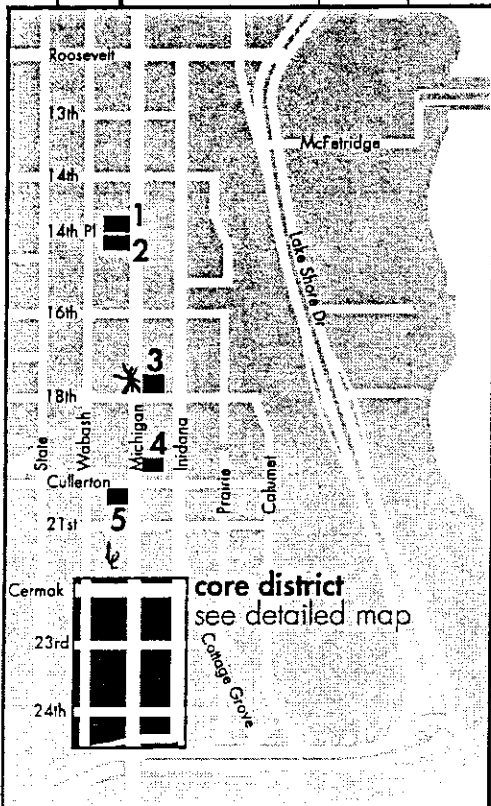 Roosevelt
13th
McFetridge
14th
1
14th Pl
2
Lake Shore Dr
16th
3
18th
State
Wabash
Michigan
Indiana
Prairie
Calumet
4
Cullerton
5
21st
Cermak
core district
see detailed map
23rd
Cottage Grove
24th